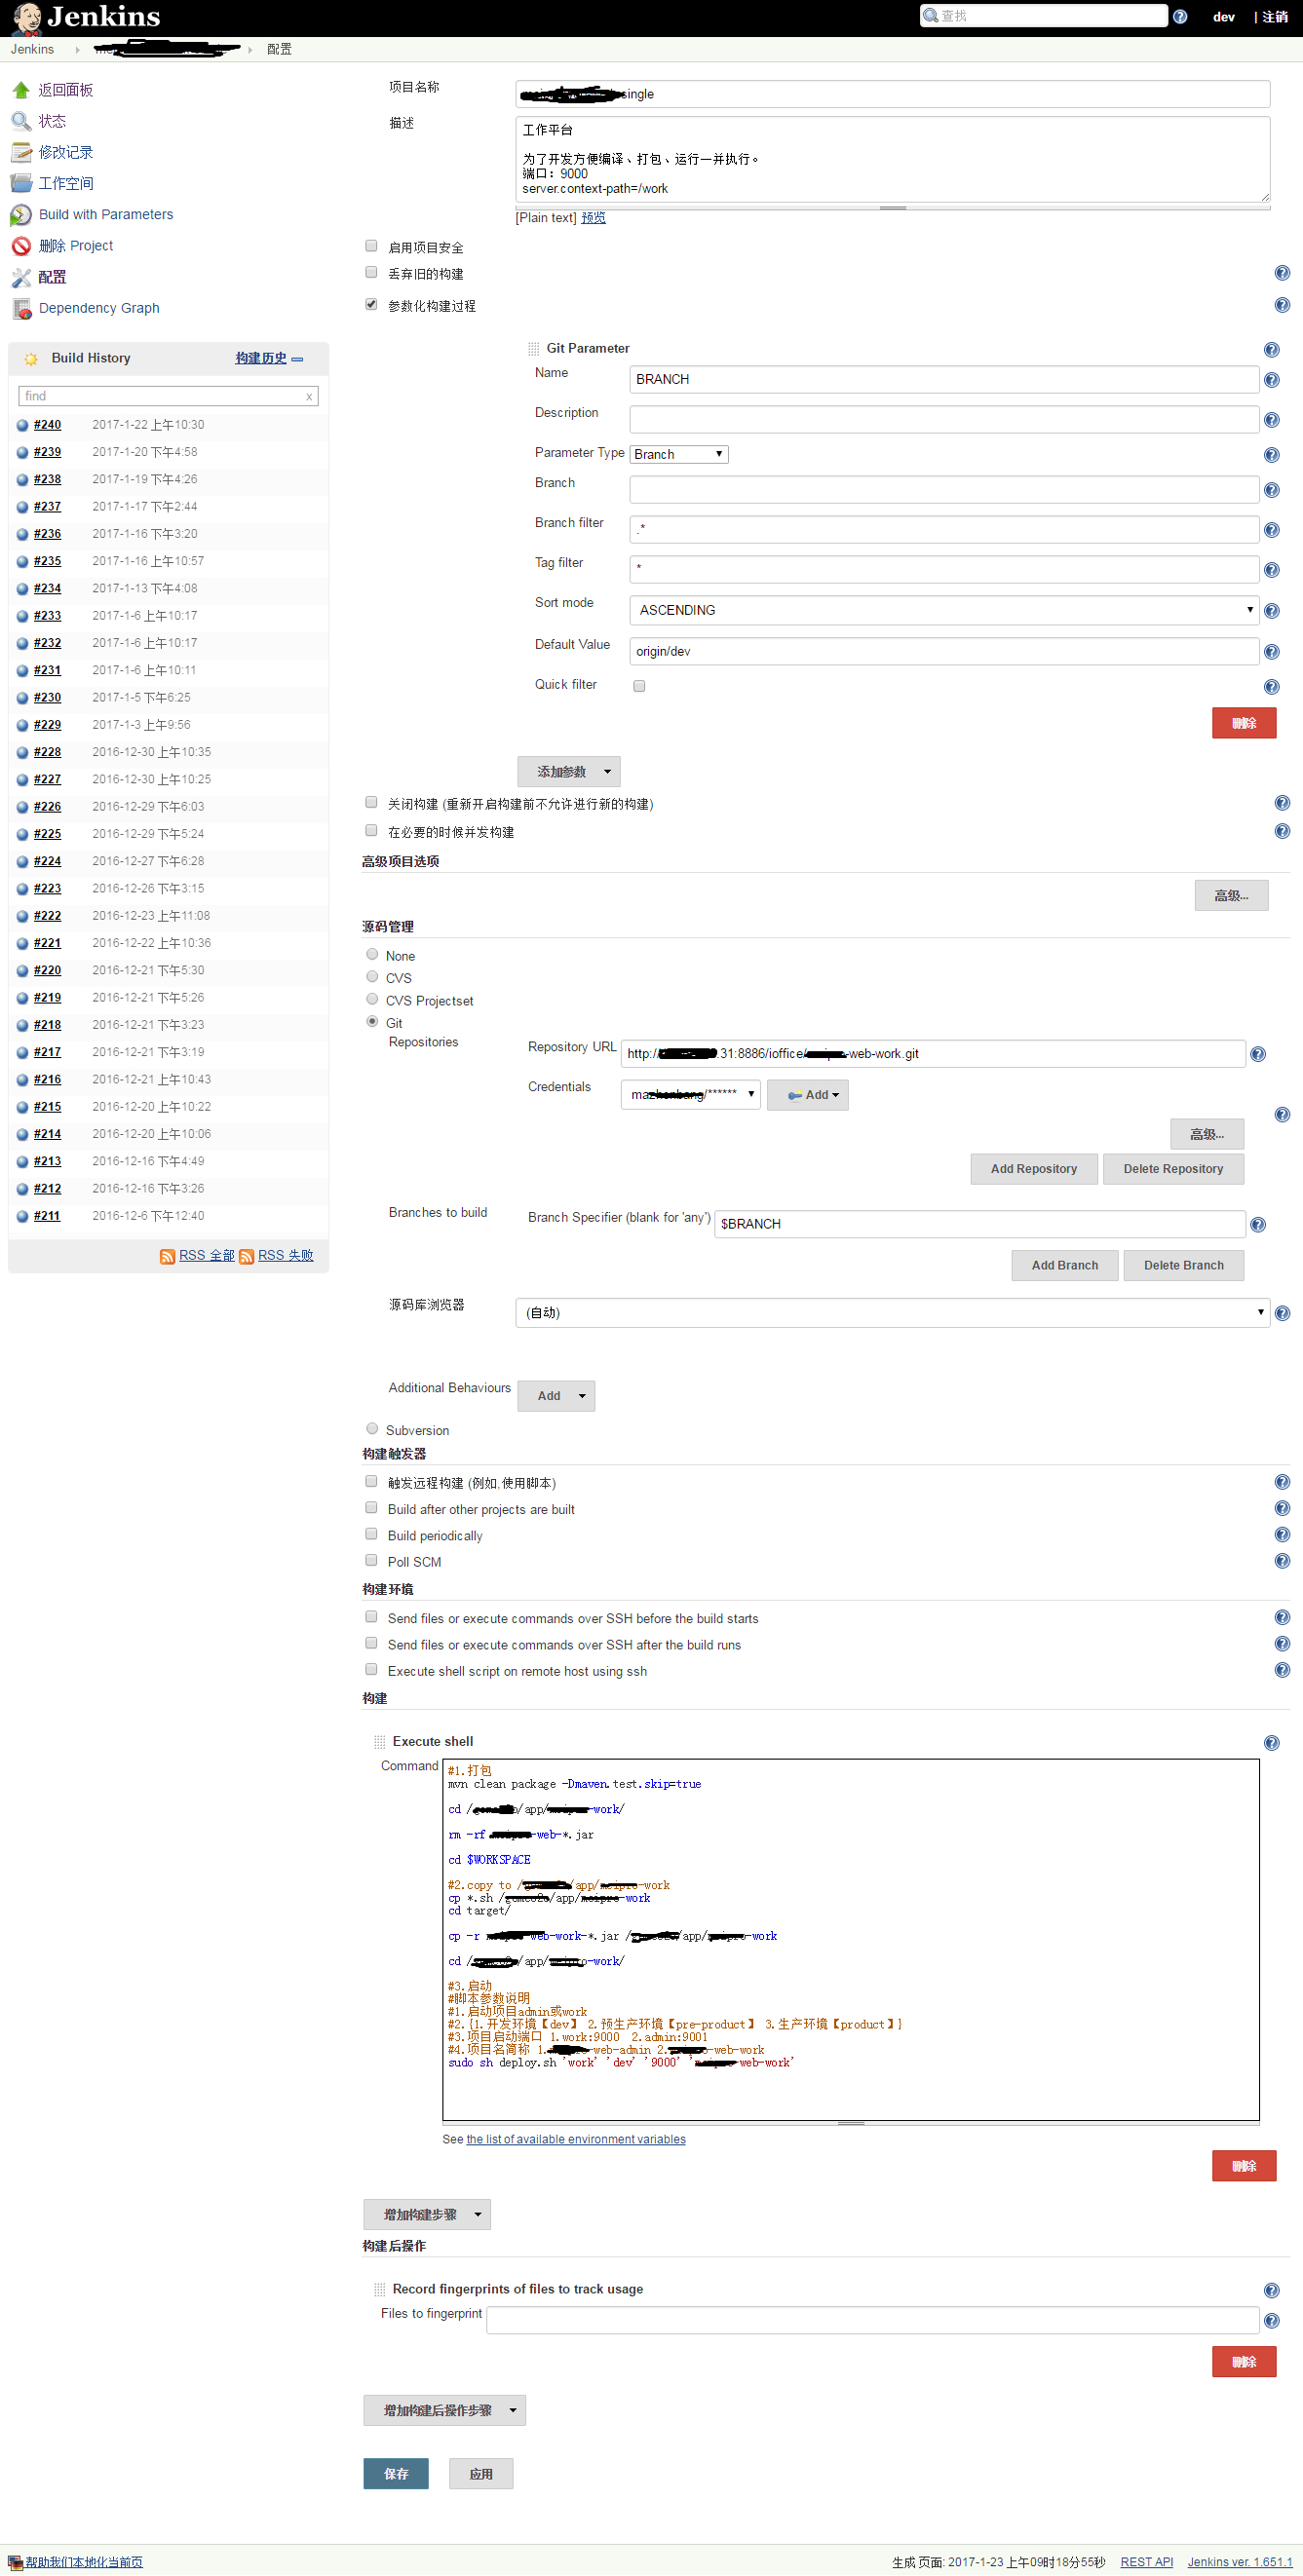 Jenkins
查找
dev
| 注销
Jenkins
配置
返回面板
状态
修改记录
工作空间
Build with Parameters
删除 Project
配置
Dependency Graph
Build History
构建历史
find
x
#240 2017-1-22 上午10:30
#239 2017-1-20 下午4:58
#238 2017-1-19 下午4:26
#237 2017-1-17 下午2:44
#236 2017-1-16 下午3:20
#235 2017-1-16 上午10:57
#234 2017-1-13 下午4:08
#233 2017-1-6 上午10:17
#232 2017-1-6 上午10:17
#231 2017-1-6 上午10:11
#230 2017-1-5 下午6:25
#229 2017-1-3 上午9:56
#228 2016-12-30 上午10:35
#227 2016-12-30 上午10:25
#226 2016-12-29 下午6:03
#225 2016-12-29 下午5:24
#224 2016-12-27 下午6:28
#223 2016-12-26 下午3:15
#222 2016-12-23 上午11:08
#221 2016-12-22 上午10:36
#220 2016-12-21 下午5:30
#219 2016-12-21 下午5:26
#218 2016-12-21 下午3:23
#217 2016-12-21 下午3:19
#216 2016-12-21 上午10:43
#215 2016-12-20 上午10:22
#214 2016-12-20 上午10:06
#213 2016-12-16 下午4:49
#212 2016-12-16 下午3:26
#211 2016-12-6 下午12:40
RSS 全部 RSS 失败
项目名称
single
描述
工作平台
为了开发方便编译、打包、运行一并执行。
端口：9000
server.context-path=/work
[Plain text] 预览
启用项目安全
丢弃旧的构建
参数化构建过程
Git Parameter
Name BRANCH
Description
Parameter Type Branch
Branch
Branch filter .*
Tag filter *
Sort mode ASCENDING
Default Value origin/dev
Quick filter
删除
添加参数
关闭构建 (重新开启构建前不允许进行新的构建)
在必要的时候并发构建
高级项目选项
高级...
源码管理
None
CVS
CVS Projectset
Git
Repositories
Repository URL http:// .31:8886/ioffice/ -web-work.git
Credentials /****** Add
高级...
Add Repository Delete Repository
Branches to build
Branch Specifier (blank for 'any') $BRANCH
Add Branch Delete Branch
源码库浏览器 (自动)
Additional Behaviours Add
Subversion
构建触发器
触发远程构建 (例如,使用脚本)
Build after other projects are built
Build periodically
Poll SCM
构建环境
Send files or execute commands over SSH before the build starts
Send files or execute commands over SSH after the build runs
Execute shell script on remote host using ssh
构建
Execute shell
Command
#1.打包
mvn clean package -Dmaven.test.skip=true
cd / /app/ -work/
rm -rf -web-*.jar
cd $WORKSPACE
#2.copy to / /app/ -work
cp *.sh / /app/ -work
cd target/
cp -r -web-work-*.jar / /app/ -work
cd / /app/ -work/
#3.启动
#脚本参数说明
#1.启动项目admin或work
#2.{1.开发环境【dev】 2.预生产环境【pre-product】 3.生产环境【product】}
#3.项目启动端口 1.work:9000 2.admin:9001
#4.项目名简称 1. -web-admin 2. -web-work
sudo sh deploy.sh 'work' 'dev' '9000' ' -web-work'
See the list of available environment variables
删除
增加构建步骤
构建后操作
Record fingerprints of files to track usage
Files to fingerprint
删除
增加构建后操作步骤
保存 应用
帮助我们本地化当前页
生成 页面: 2017-1-23 上午09时18分55秒 REST API Jenkins ver. 1.651.1